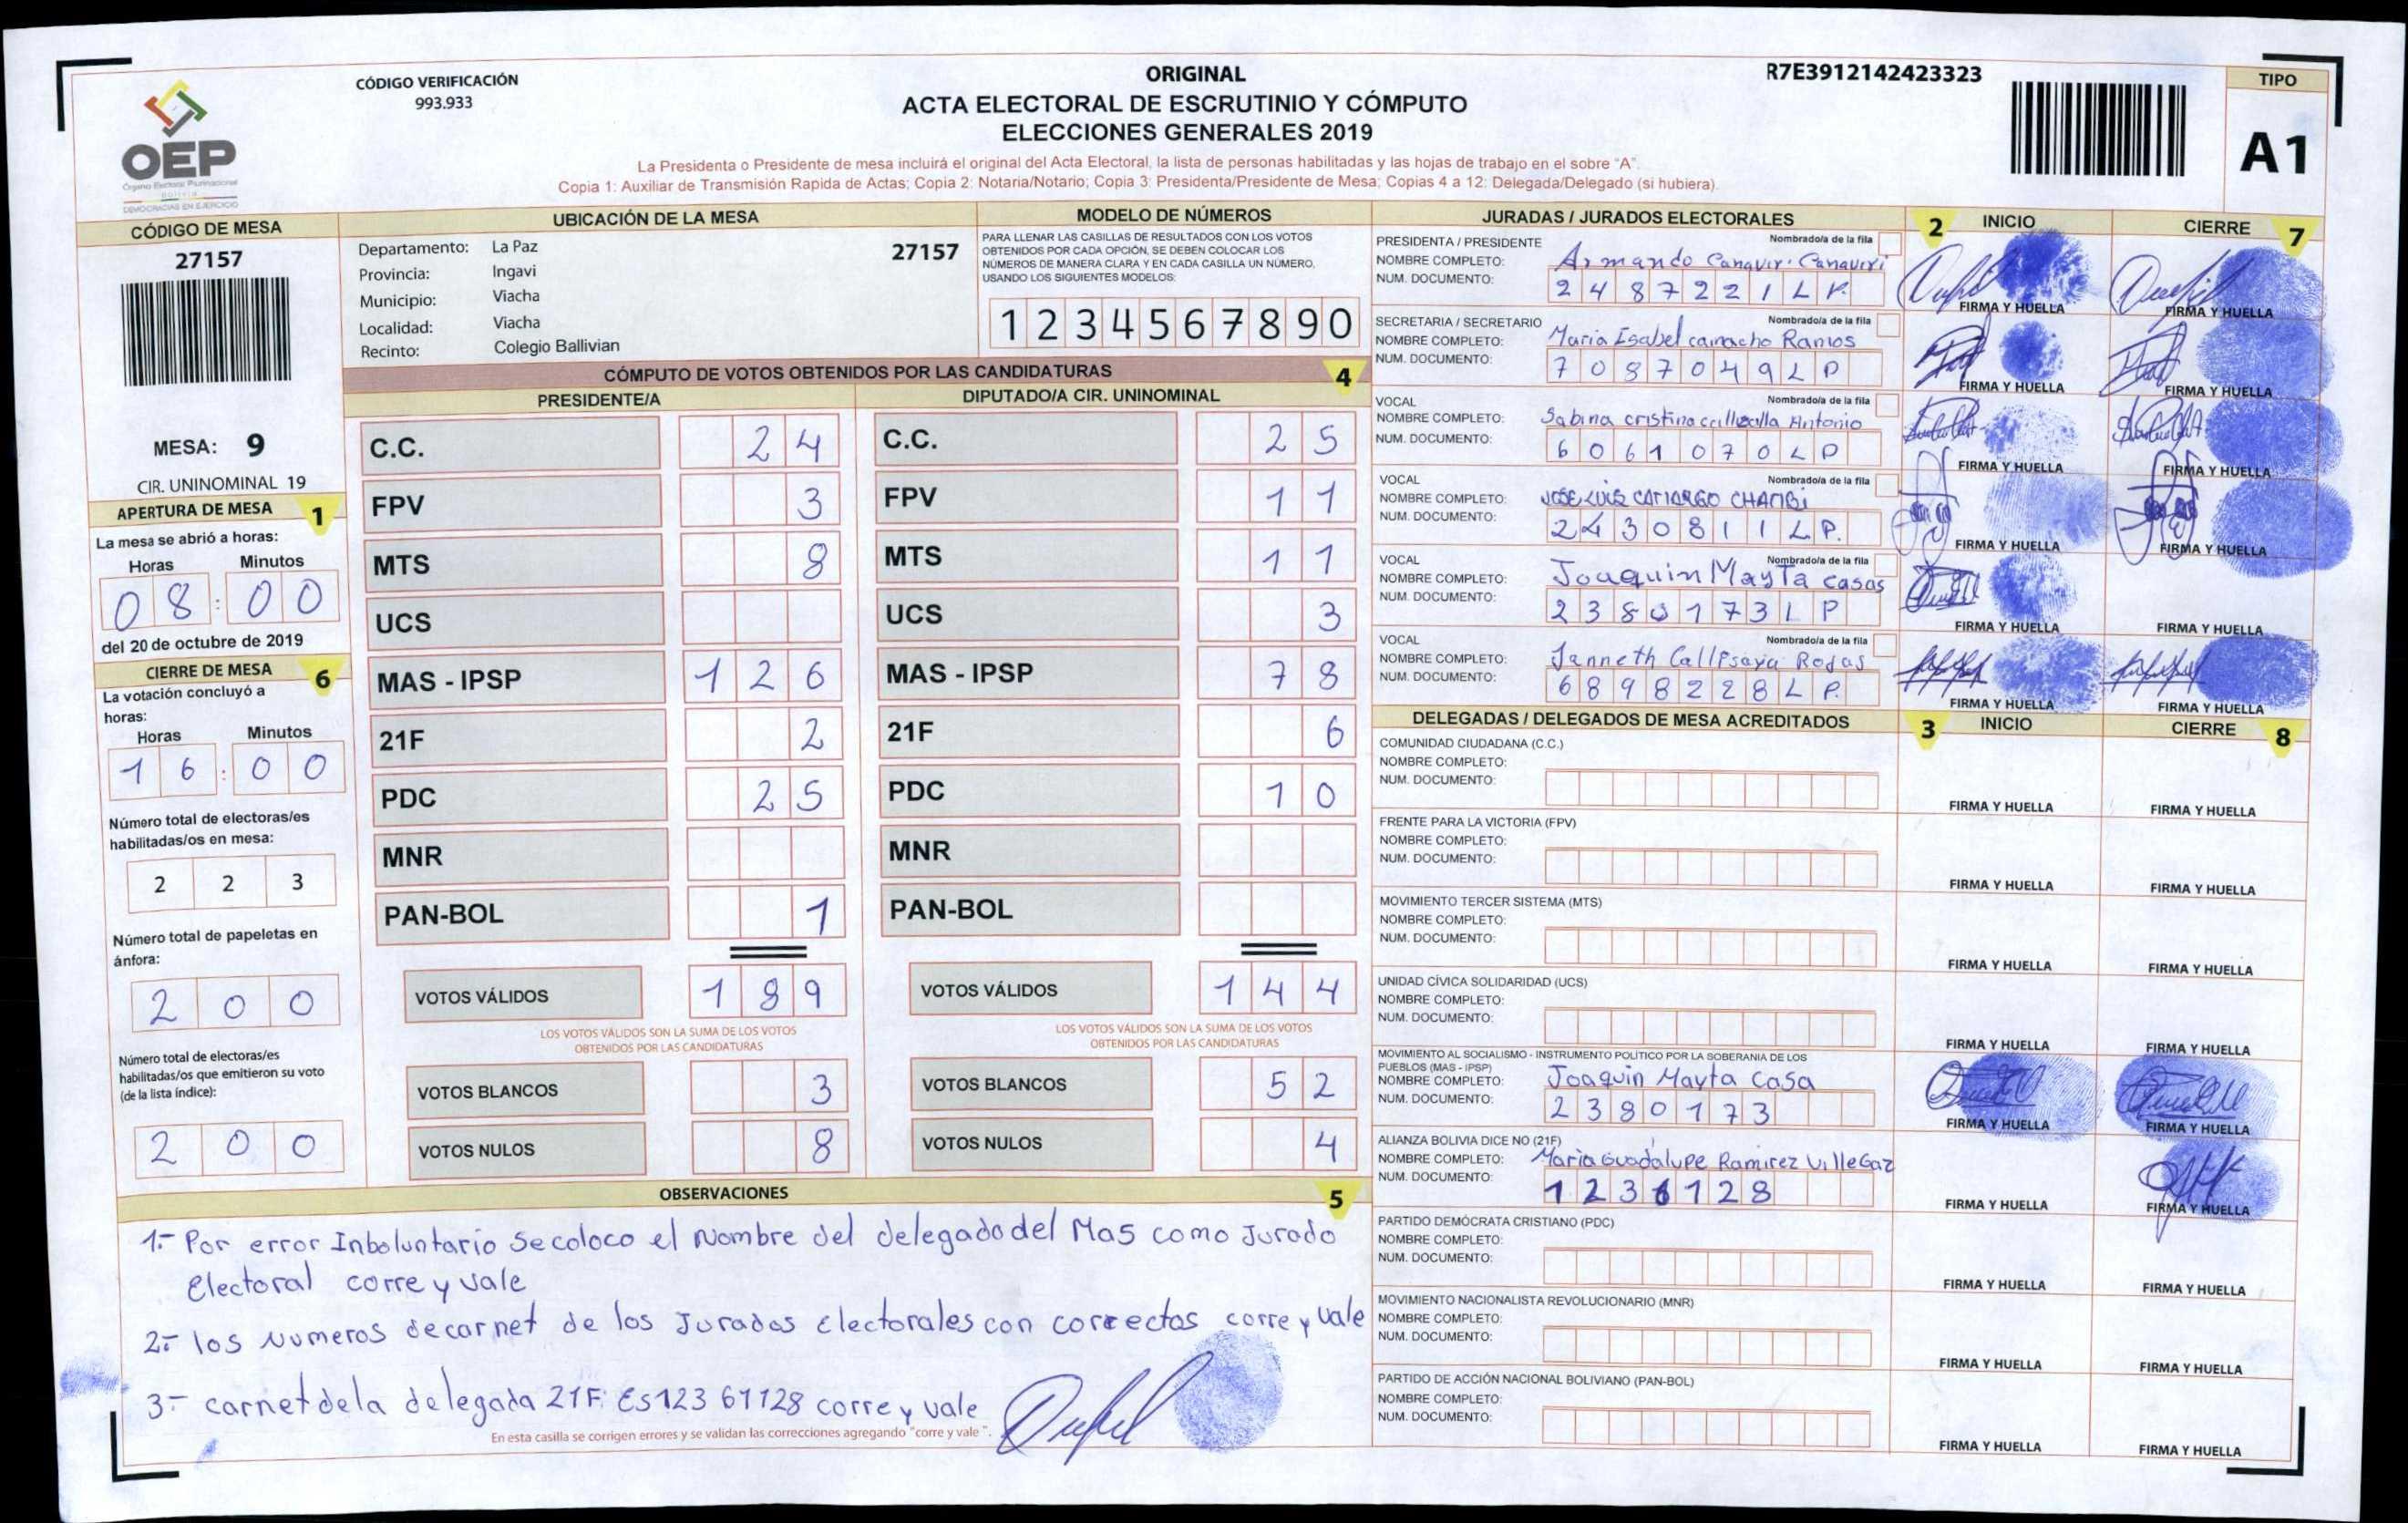 OEP
Órgano Electoral Plurinacional
BOLIVIA
DEMOCRACIAS EN EJERCICIO
CÓDIGO VERIFICACIÓN
993.933
ORIGINAL
ACTA ELECTORAL DE ESCRUTINIO Y CÓMPUTO
ELECCIONES GENERALES 2019
La Presidenta o Presidente de mesa incluirá el original del Acta Electoral, la lista de personas habilitadas y las hojas de trabajo en el sobre "A".
Copia 1: Auxiliar de Transmisión Rapida de Actas; Copia 2: Notaria/Notario; Copia 3: Presidenta/Presidente de Mesa; Copias 4 a 12: Delegada/Delegado (si hubiera).
R7E3912142423323
TIPO
A1
CÓDIGO DE MESA
27157
MESA: 9
CIR. UNINOMINAL 19
APERTURA DE MESA 1
La mesa se abrió a horas:
Horas Minutos
08:00
del 20 de octubre de 2019
CIERRE DE MESA 6
La votación concluyó a
horas:
Horas Minutos
16:00
Número total de electoras/es
habilitadas/os en mesa:
2 2 3
Número total de papeletas en
ánfora:
2 0 0
Número total de electoras/es
habilitadas/os que emitieron su voto
(de la lista índice):
2 0 0
UBICACIÓN DE LA MESA
Departamento: La Paz 27157
Provincia: Ingavi
Municipio: Viacha
Localidad: Viacha
Recinto: Colegio Ballivian
MODELO DE NÚMEROS
PARA LLENAR LAS CASILLAS DE RESULTADOS CON LOS VOTOS
OBTENIDOS POR CADA OPCIÓN, SE DEBEN COLOCAR LOS
NÚMEROS DE MANERA CLARA Y EN CADA CASILLA UN NÚMERO,
USANDO LOS SIGUIENTES MODELOS:
1 2 3 4 5 6 7 8 9 0
CÓMPUTO DE VOTOS OBTENIDOS POR LAS CANDIDATURAS 4
PRESIDENTE/A
C.C. 24
FPV 3
MTS 8
UCS
MAS - IPSP 126
21F 2
PDC 25
MNR
PAN-BOL 1
VOTOS VÁLIDOS 189
LOS VOTOS VÁLIDOS SON LA SUMA DE LOS VOTOS
OBTENIDOS POR LAS CANDIDATURAS
VOTOS BLANCOS 3
VOTOS NULOS 8
DIPUTADO/A CIR. UNINOMINAL
C.C. 25
FPV 11
MTS 11
UCS 3
MAS - IPSP 78
21F 6
PDC 10
MNR
PAN-BOL
VOTOS VÁLIDOS 144
LOS VOTOS VÁLIDOS SON LA SUMA DE LOS VOTOS
OBTENIDOS POR LAS CANDIDATURAS
VOTOS BLANCOS 52
VOTOS NULOS 4
OBSERVACIONES 5
1.- Por error Inboluntario Se coloco el Nombre del delegado del Mas como Jurado
Electoral corre y vale
2.- los Numeros de carnet de los Jurados electorales con correctos corre y vale
3.- carnet de la delegada 21F: Es 123 61128 corre y vale
En esta casilla se corrigen errores y se validan las correcciones agregando "corre y vale".
JURADAS / JURADOS ELECTORALES 2 INICIO CIERRE 7
PRESIDENTA / PRESIDENTE Nombrado/a de la fila
NOMBRE COMPLETO: Armando Canaviri Canaviri
NUM. DOCUMENTO: 2487221LP.
FIRMA Y HUELLA FIRMA Y HUELLA
SECRETARIA / SECRETARIO Nombrado/a de la fila
NOMBRE COMPLETO: Maria Isabel camacho Ramos
NUM. DOCUMENTO: 7087049LP
FIRMA Y HUELLA FIRMA Y HUELLA
VOCAL Nombrado/a de la fila
NOMBRE COMPLETO: Sabina cristina Antonio
NUM. DOCUMENTO: 6061070LP
FIRMA Y HUELLA FIRMA Y HUELLA
VOCAL Nombrado/a de la fila
NOMBRE COMPLETO: JOSE LUIS CAMARGO CHAMBI
NUM. DOCUMENTO: 2430811LP.
FIRMA Y HUELLA FIRMA Y HUELLA
VOCAL Nombrado/a de la fila
NOMBRE COMPLETO: Joaquin Mayta casas
NUM. DOCUMENTO: 2380173LP
FIRMA Y HUELLA FIRMA Y HUELLA
VOCAL Nombrado/a de la fila
NOMBRE COMPLETO: Janneth Callisaya Rojas
NUM. DOCUMENTO: 6898228LP.
FIRMA Y HUELLA FIRMA Y HUELLA
DELEGADAS / DELEGADOS DE MESA ACREDITADOS 3 INICIO CIERRE 8
COMUNIDAD CIUDADANA (C.C.)
NOMBRE COMPLETO:
NUM. DOCUMENTO:
FIRMA Y HUELLA FIRMA Y HUELLA
FRENTE PARA LA VICTORIA (FPV)
NOMBRE COMPLETO:
NUM. DOCUMENTO:
FIRMA Y HUELLA FIRMA Y HUELLA
MOVIMIENTO TERCER SISTEMA (MTS)
NOMBRE COMPLETO:
NUM. DOCUMENTO:
FIRMA Y HUELLA FIRMA Y HUELLA
UNIDAD CÍVICA SOLIDARIDAD (UCS)
NOMBRE COMPLETO:
NUM. DOCUMENTO:
FIRMA Y HUELLA FIRMA Y HUELLA
MOVIMIENTO AL SOCIALISMO - INSTRUMENTO POLÍTICO POR LA SOBERANIA DE LOS
PUEBLOS (MAS - IPSP)
NOMBRE COMPLETO: Joaquin Mayta Casa
NUM. DOCUMENTO: 2380173
FIRMA Y HUELLA FIRMA Y HUELLA
ALIANZA BOLIVIA DICE NO (21F)
NOMBRE COMPLETO: Maria Guadalupe Ramirez VilleGaz
NUM. DOCUMENTO: 1236128
FIRMA Y HUELLA FIRMA Y HUELLA
PARTIDO DEMÓCRATA CRISTIANO (PDC)
NOMBRE COMPLETO:
NUM. DOCUMENTO:
FIRMA Y HUELLA FIRMA Y HUELLA
MOVIMIENTO NACIONALISTA REVOLUCIONARIO (MNR)
NOMBRE COMPLETO:
NUM. DOCUMENTO:
FIRMA Y HUELLA FIRMA Y HUELLA
PARTIDO DE ACCIÓN NACIONAL BOLIVIANO (PAN-BOL)
NOMBRE COMPLETO:
NUM. DOCUMENTO:
FIRMA Y HUELLA FIRMA Y HUELLA